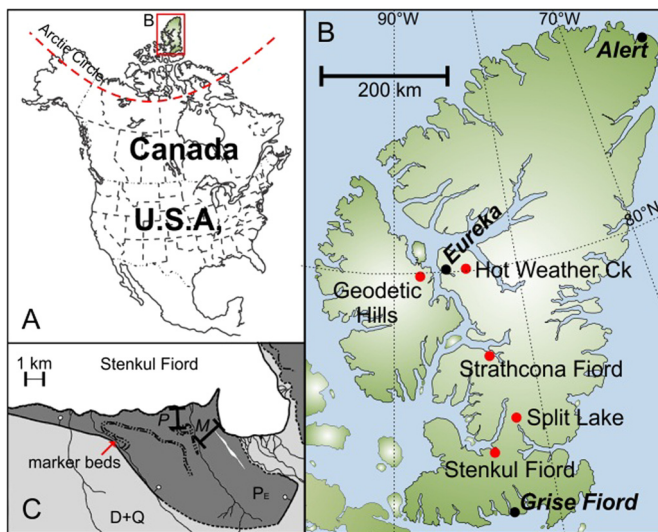 B
Arctic Circle
Canada
U.S.A,
A
B
90°W
70°W
Alert
200 km
80°N
Eureka
Hot Weather Ck
Geodetic
Hills
Strathcona Fiord
Split Lake
Stenkul Fiord
Grise Fiord
1 km
Stenkul Fiord
P
M
marker beds
PE
C
D+Q